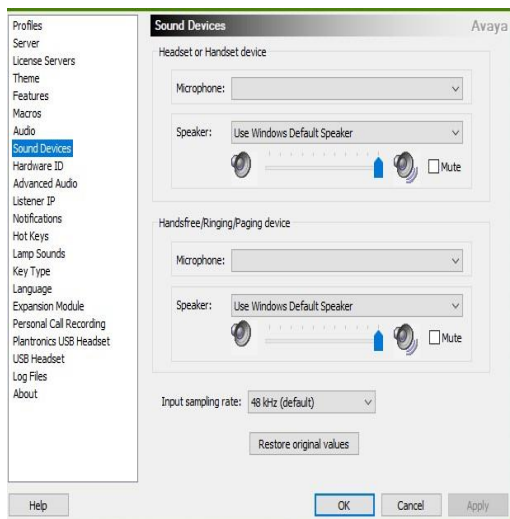 Profiles
Server
License Servers
Theme
Features
Macros
Audio
Sound Devices
Hardware ID
Advanced Audio
Listener IP
Notifications
Hot Keys
Lamp Sounds
Key Type
Language
Expansion Module
Personal Call Recording
Plantronics USB Headset
USB Headset
Log Files
About
Sound Devices Avaya
Headset or Handset device
Microphone:
Speaker: Use Windows Default Speaker
Mute
Handsfree/Ringing/Paging device
Microphone:
Speaker: Use Windows Default Speaker
Mute
Input sampling rate: 48 kHz (default)
Restore original values
Help OK Cancel Apply